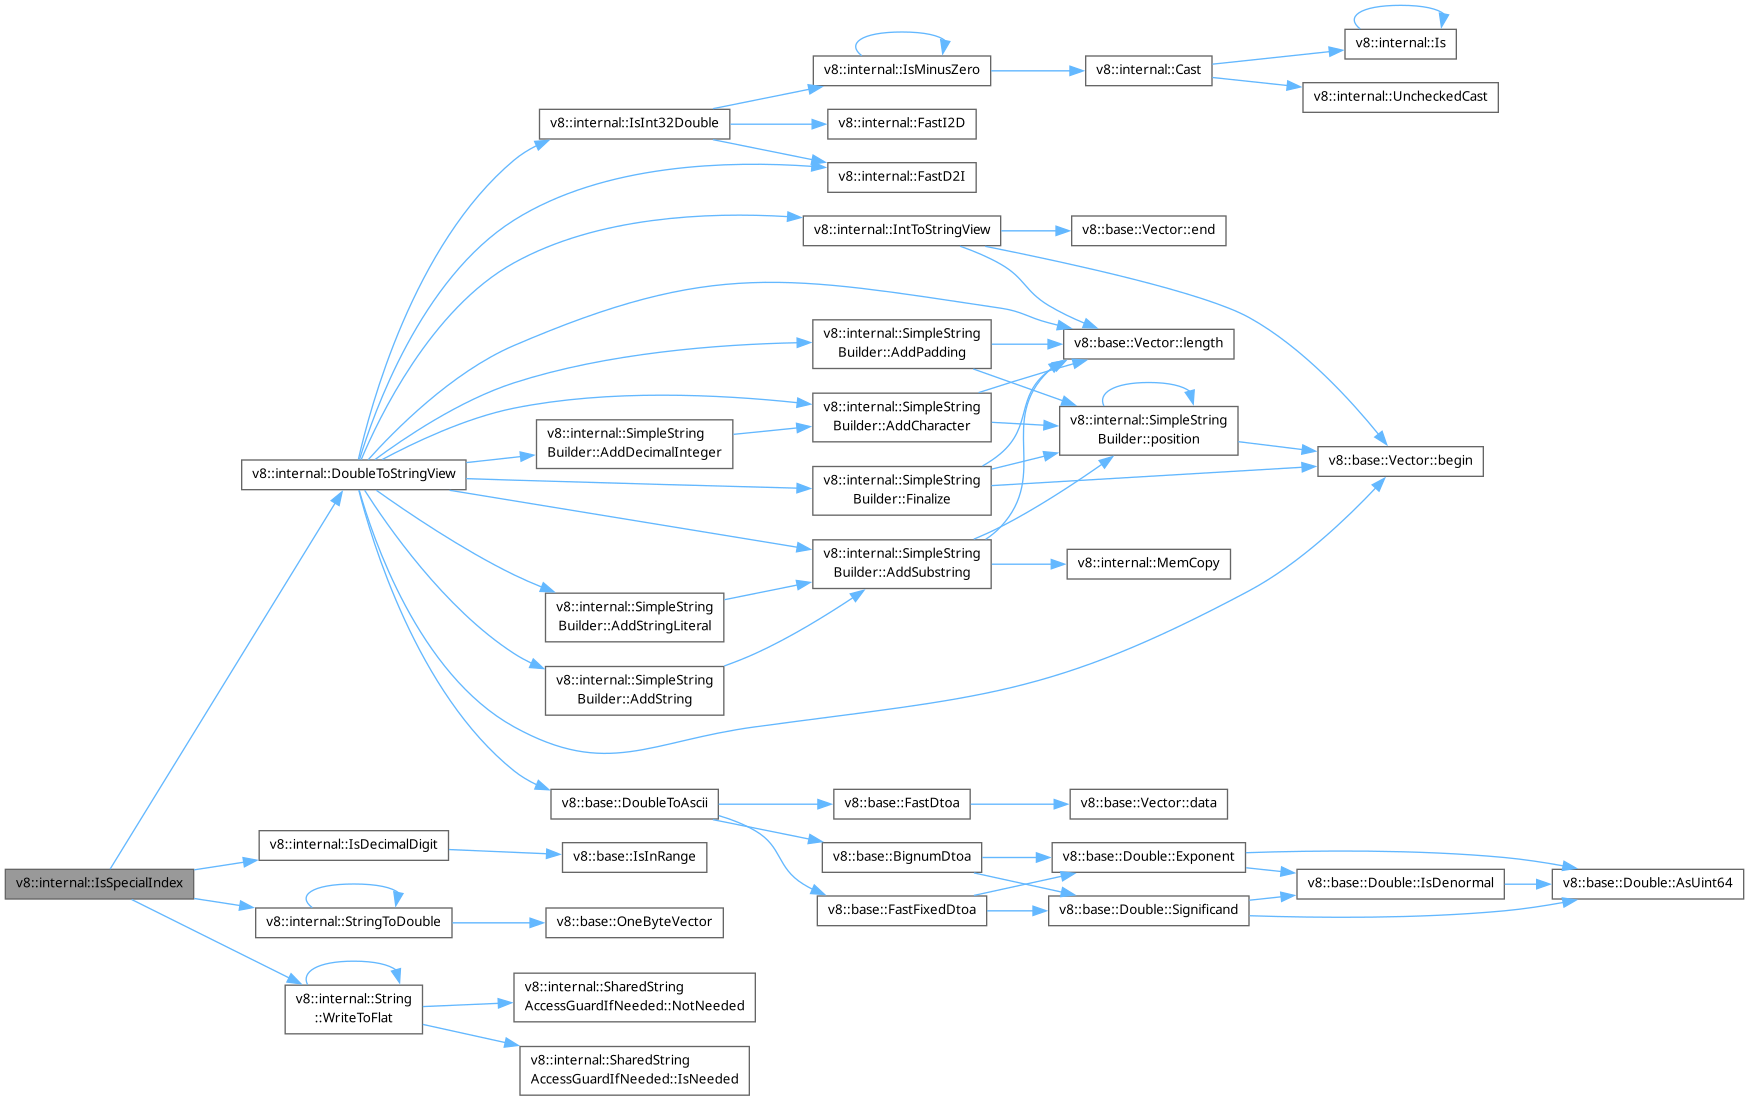 v8::internal::Is
v8::internal::IsMinusZero
v8::internal::Cast
v8::internal::UncheckedCast
v8::internal::IsInt32Double
v8::internal::FastI2D
v8::internal::FastD2I
v8::internal::IntToStringView
v8::base::Vector::end
v8::internal::SimpleString
Builder::AddPadding
v8::base::Vector::length
v8::internal::SimpleString
Builder::AddCharacter
v8::internal::SimpleString
Builder::position
v8::internal::SimpleString
Builder::AddDecimalInteger
v8::base::Vector::begin
v8::internal::DoubleToStringView
v8::internal::SimpleString
Builder::Finalize
v8::internal::SimpleString
Builder::AddSubstring
v8::internal::MemCopy
v8::internal::SimpleString
Builder::AddStringLiteral
v8::internal::SimpleString
Builder::AddString
v8::base::DoubleToAscii
v8::base::FastDtoa
v8::base::Vector::data
v8::internal::IsDecimalDigit
v8::base::IsInRange
v8::base::BignumDtoa
v8::base::Double::Exponent
v8::internal::IsSpecialIndex
v8::base::Double::IsDenormal
v8::base::Double::AsUint64
v8::internal::StringToDouble
v8::base::OneByteVector
v8::base::FastFixedDtoa
v8::base::Double::Significand
v8::internal::String
::WriteToFlat
v8::internal::SharedString
AccessGuardIfNeeded::NotNeeded
v8::internal::SharedString
AccessGuardIfNeeded::IsNeeded